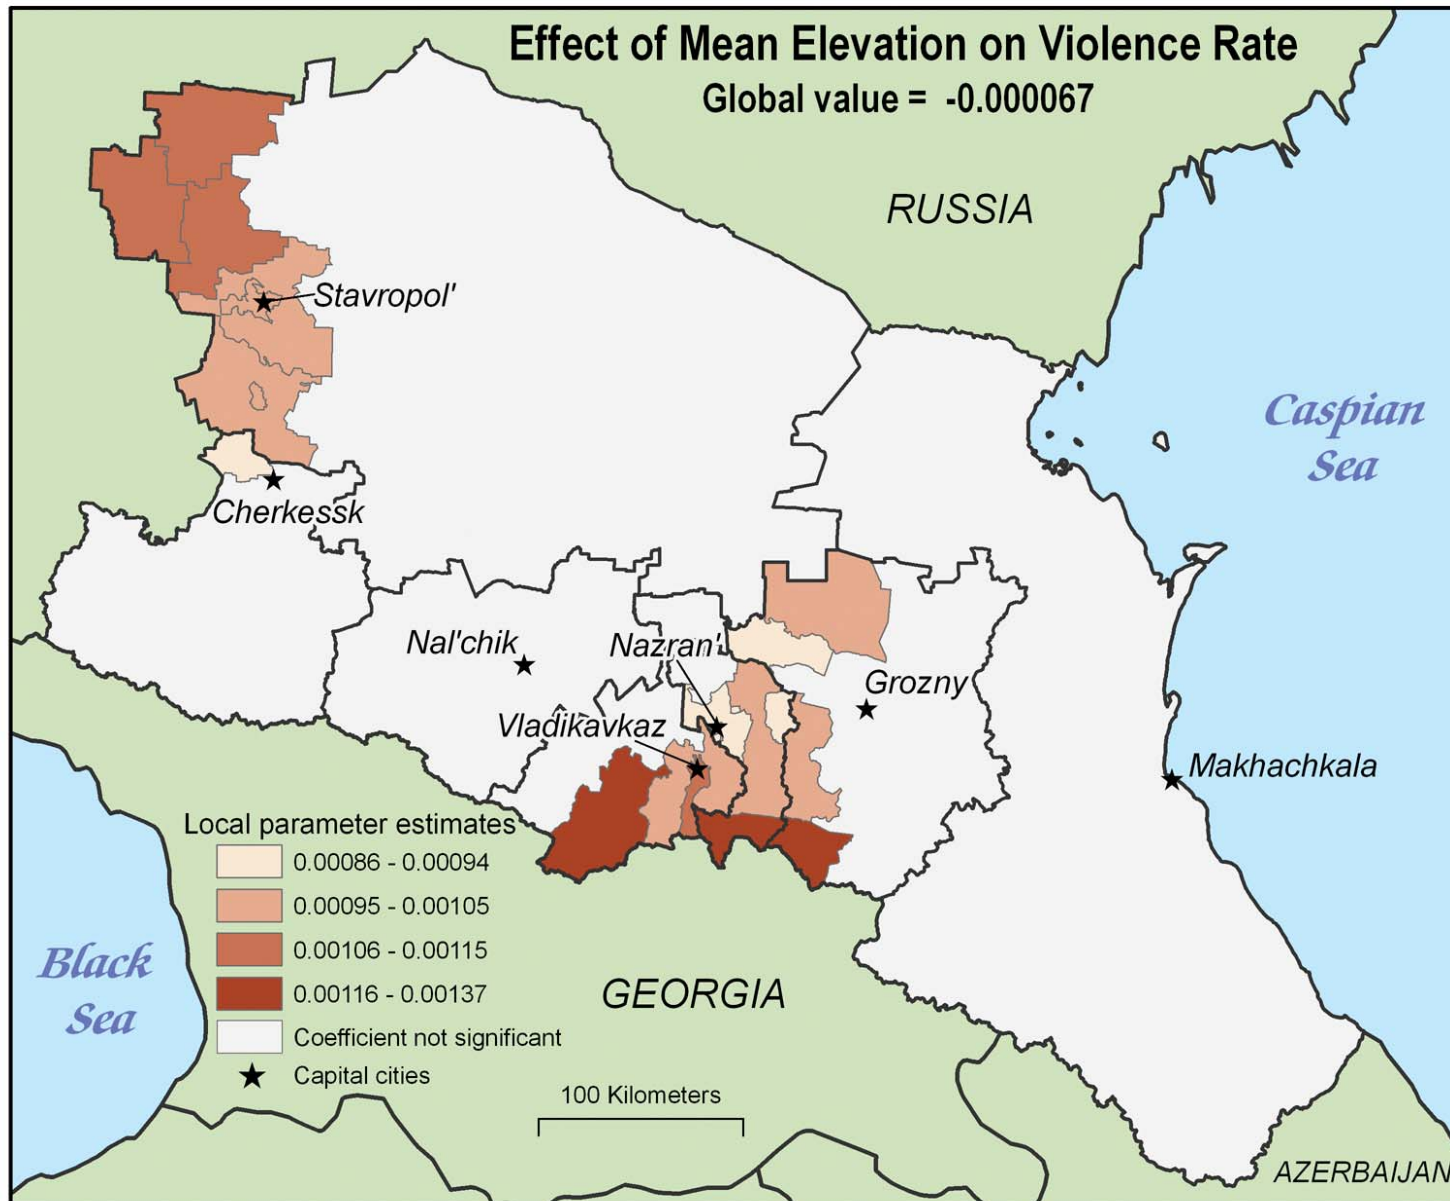 Effect of Mean Elevation on Violence Rate
Global value = -0.000067
RUSSIA
Stavropol'
Caspian
Sea
Cherkessk
Nal'chik
Nazran'
Grozny
Vladikavkaz
Makhachkala
Local parameter estimates
0.00086 - 0.00094
0.00095 - 0.00105
0.00106 - 0.00115
0.00116 - 0.00137
Coefficient not significant
Capital cities
Black
Sea
GEORGIA
100 Kilometers
AZERBAIJAN